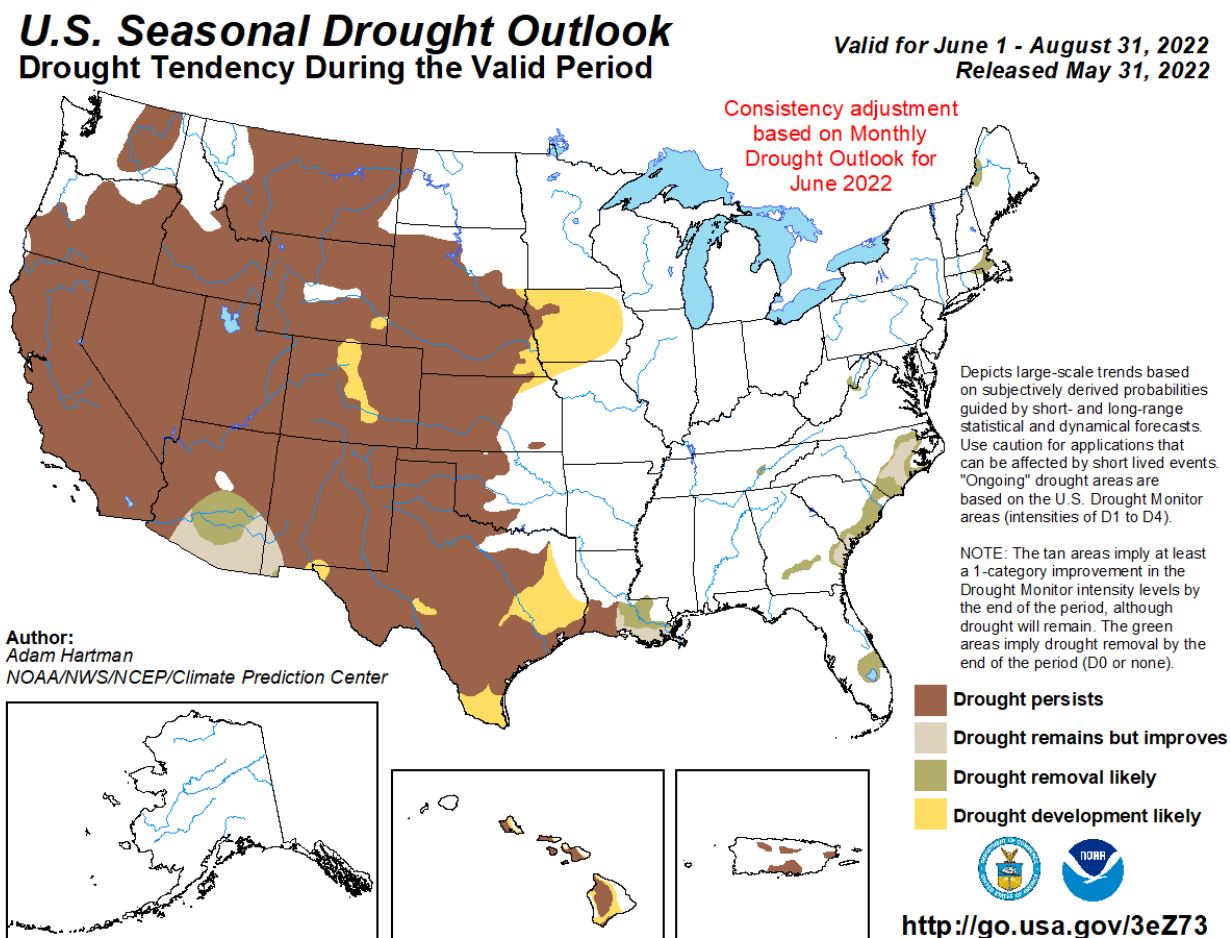 U.S. Seasonal Drought Outlook
Drought Tendency During the Valid Period
Valid for June 1 - August 31, 2022
Released May 31, 2022
Consistency adjustment
based on Monthly
Drought Outlook for
June 2022
Depicts large-scale trends based
on subjectively derived probabilities
guided by short- and long-range
statistical and dynamical forecasts.
Use caution for applications that
can be affected by short lived events.
"Ongoing" drought areas are
based on the U.S. Drought Monitor
areas (intensities of D1 to D4).
NOTE: The tan areas imply at least
a 1-category improvement in the
Drought Monitor intensity levels by
the end of the period, although
drought will remain. The green
areas imply drought removal by the
end of the period (D0 or none).
Author:
Adam Hartman
NOAA/NWS/NCEP/Climate Prediction Center
Drought persists
Drought remains but improves
Drought removal likely
Drought development likely
NOAA
http://go.usa.gov/3eZ73